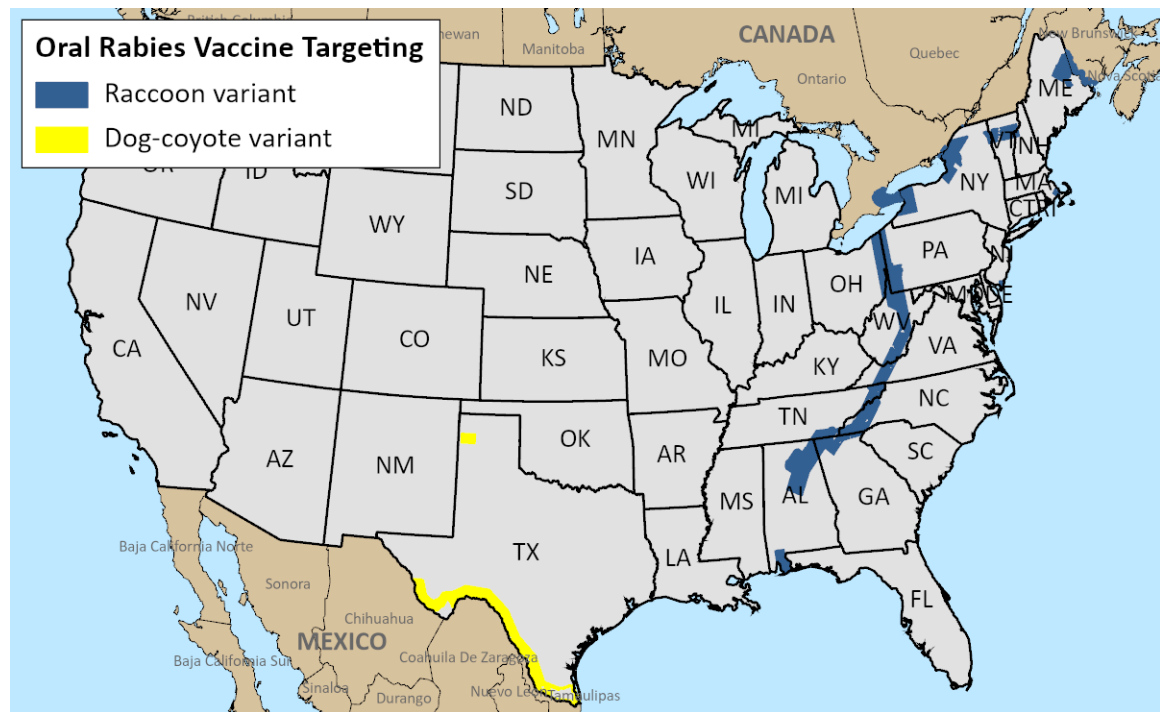 British Columbia
Oral Rabies Vaccine Targeting
Raccoon variant
Dog-coyote variant
Manitoba
CANADA
Ontario
Quebec
New Brunswick
ME
ND
MN
MI
VT
NH
SD
WI
MI
NY
MA
CT
RI
OR
ID
WY
IA
PA
NJ
NE
OH
MD
DE
NV
UT
IL
IN
WV
CO
CA
KS
MO
KY
VA
NC
TN
OK
AZ
NM
AR
SC
MS
AL
GA
TX
LA
FL
Baja California Norte
Sonora
Chihuahua
MEXICO
Coahuila De Zaragoza
Baja California Sur
Sinaloa
Durango
Nuevo Leon
Tamaulipas